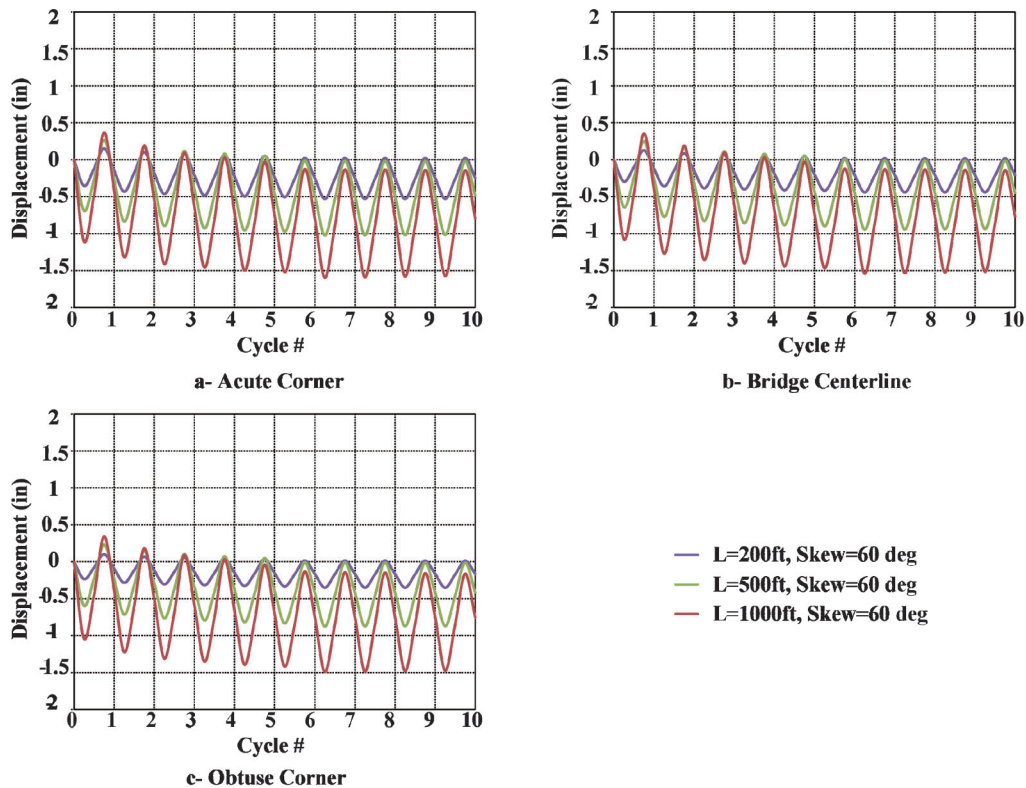 2
1.5
1
0.5
0
-0.5
-1
-1.5
-2
Displacement (in)
0 1 2 3 4 5 6 7 8 9 10
Cycle #
a- Acute Corner
2
1.5
1
0.5
0
-0.5
-1
-1.5
-2
Displacement (in)
0 1 2 3 4 5 6 7 8 9 10
Cycle #
b- Bridge Centerline
2
1.5
1
0.5
0
-0.5
-1
-1.5
-2
Displacement (in)
0 1 2 3 4 5 6 7 8 9 10
Cycle #
c- Obtuse Corner
L=200ft, Skew=60 deg
L=500ft, Skew=60 deg
L=1000ft, Skew=60 deg